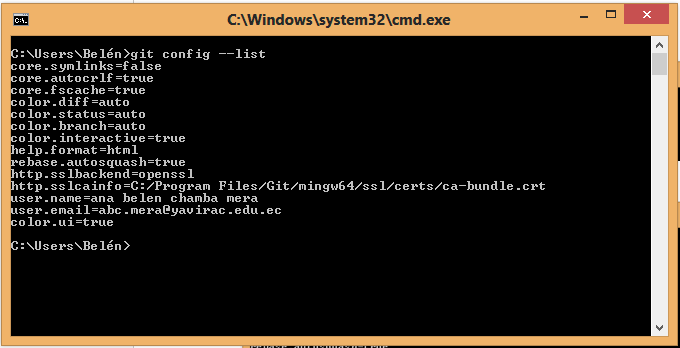 C:\Windows\system32\cmd.exe
C:\Users\Belén>git config --list
core.symlinks=false
core.autocrlf=true
core.fscache=true
color.diff=auto
color.status=auto
color.branch=auto
color.interactive=true
help.format=html
rebase.autosquash=true
http.sslbackend=openssl
http.sslcainfo=C:/Program Files/Git/mingw64/ssl/certs/ca-bundle.crt
user.name=ana belen chamba mera
user.email=abc.mera@yavirac.edu.ec
color.ui=true
C:\Users\Belén>